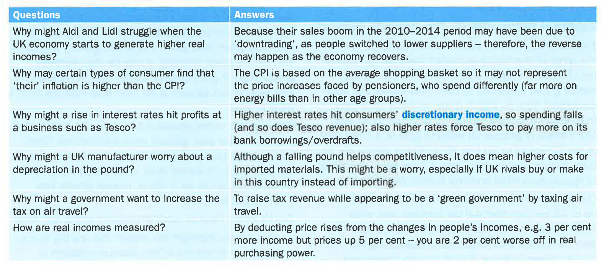 Questions Answers
Why might Aldi and Lidl struggle when the
UK economy starts to generate higher real
incomes?
Because their sales boom in the 2010–2014 period may have been due to
'downtrading', as people switched to lower suppliers – therefore, the reverse
may happen as the economy recovers.
Why may certain types of consumer find that
'their' inflation is higher than the CPI?
The CPI is based on the average shopping basket so it may not represent
the price increases faced by pensioners, who spend differently (far more on
energy bills than in other age groups).
Why might a rise in interest rates hit profits at
a business such as Tesco?
Higher interest rates hit consumers' discretionary income, so spending falls
(and so does Tesco revenue); also higher rates force Tesco to pay more on its
bank borrowings/overdrafts.
Why might a UK manufacturer worry about a
depreciation in the pound?
Although a falling pound helps competitiveness, it does mean higher costs for
imported materials. This might be a worry, especially if UK rivals buy or make
in this country instead of importing.
Why might a government want to increase the
tax on air travel?
To raise tax revenue while appearing to be a 'green government' by taxing air
travel.
How are real incomes measured?
By deducting price rises from the changes in people's incomes, e.g. 3 per cent
more income but prices up 5 per cent – you are 2 per cent worse off in real
purchasing power.